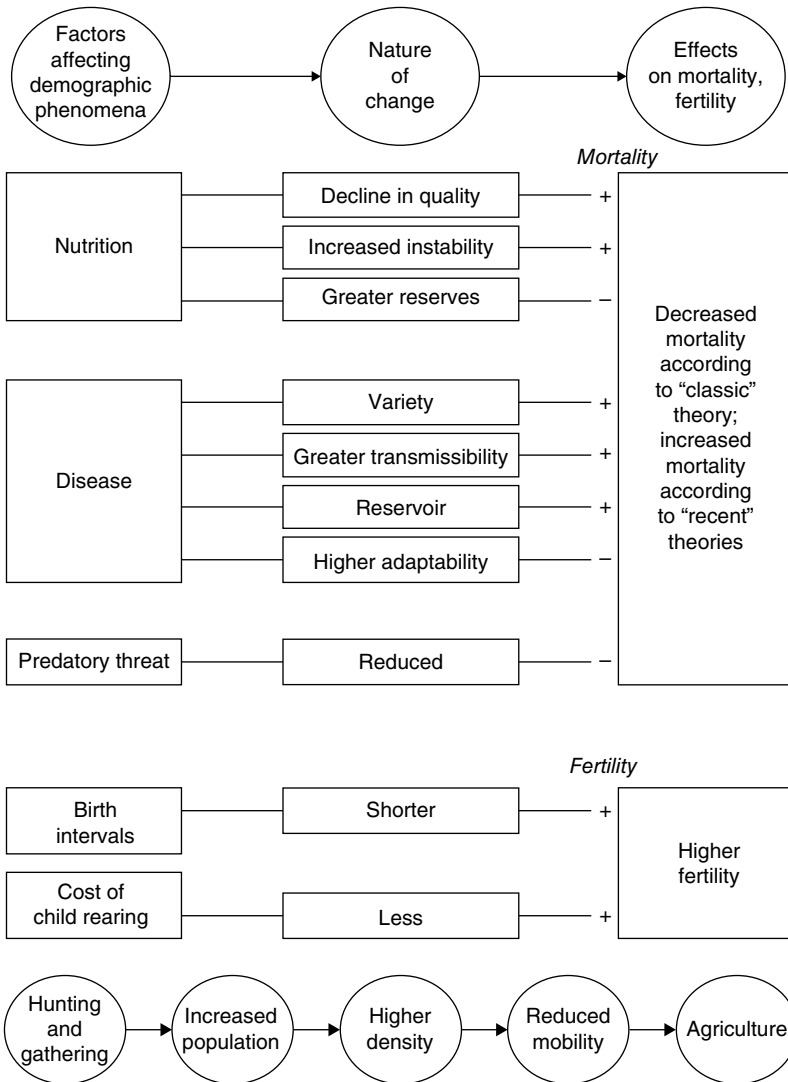 Factors
affecting
demographic
phenomena
Nature
of
change
Effects
on mortality,
fertility
Mortality
Nutrition
Decline in quality
+
Increased instability
+
Greater reserves
–
Disease
Variety
+
Greater transmissibility
+
Reservoir
+
Higher adaptability
–
Predatory threat
Reduced
–
Decreased
mortality
according
to “classic”
theory;
increased
mortality
according
to “recent”
theories
Fertility
Birth
intervals
Shorter
+
Cost of
child rearing
Less
+
Higher
fertility
Hunting
and
gathering
Increased
population
Higher
density
Reduced
mobility
Agriculture